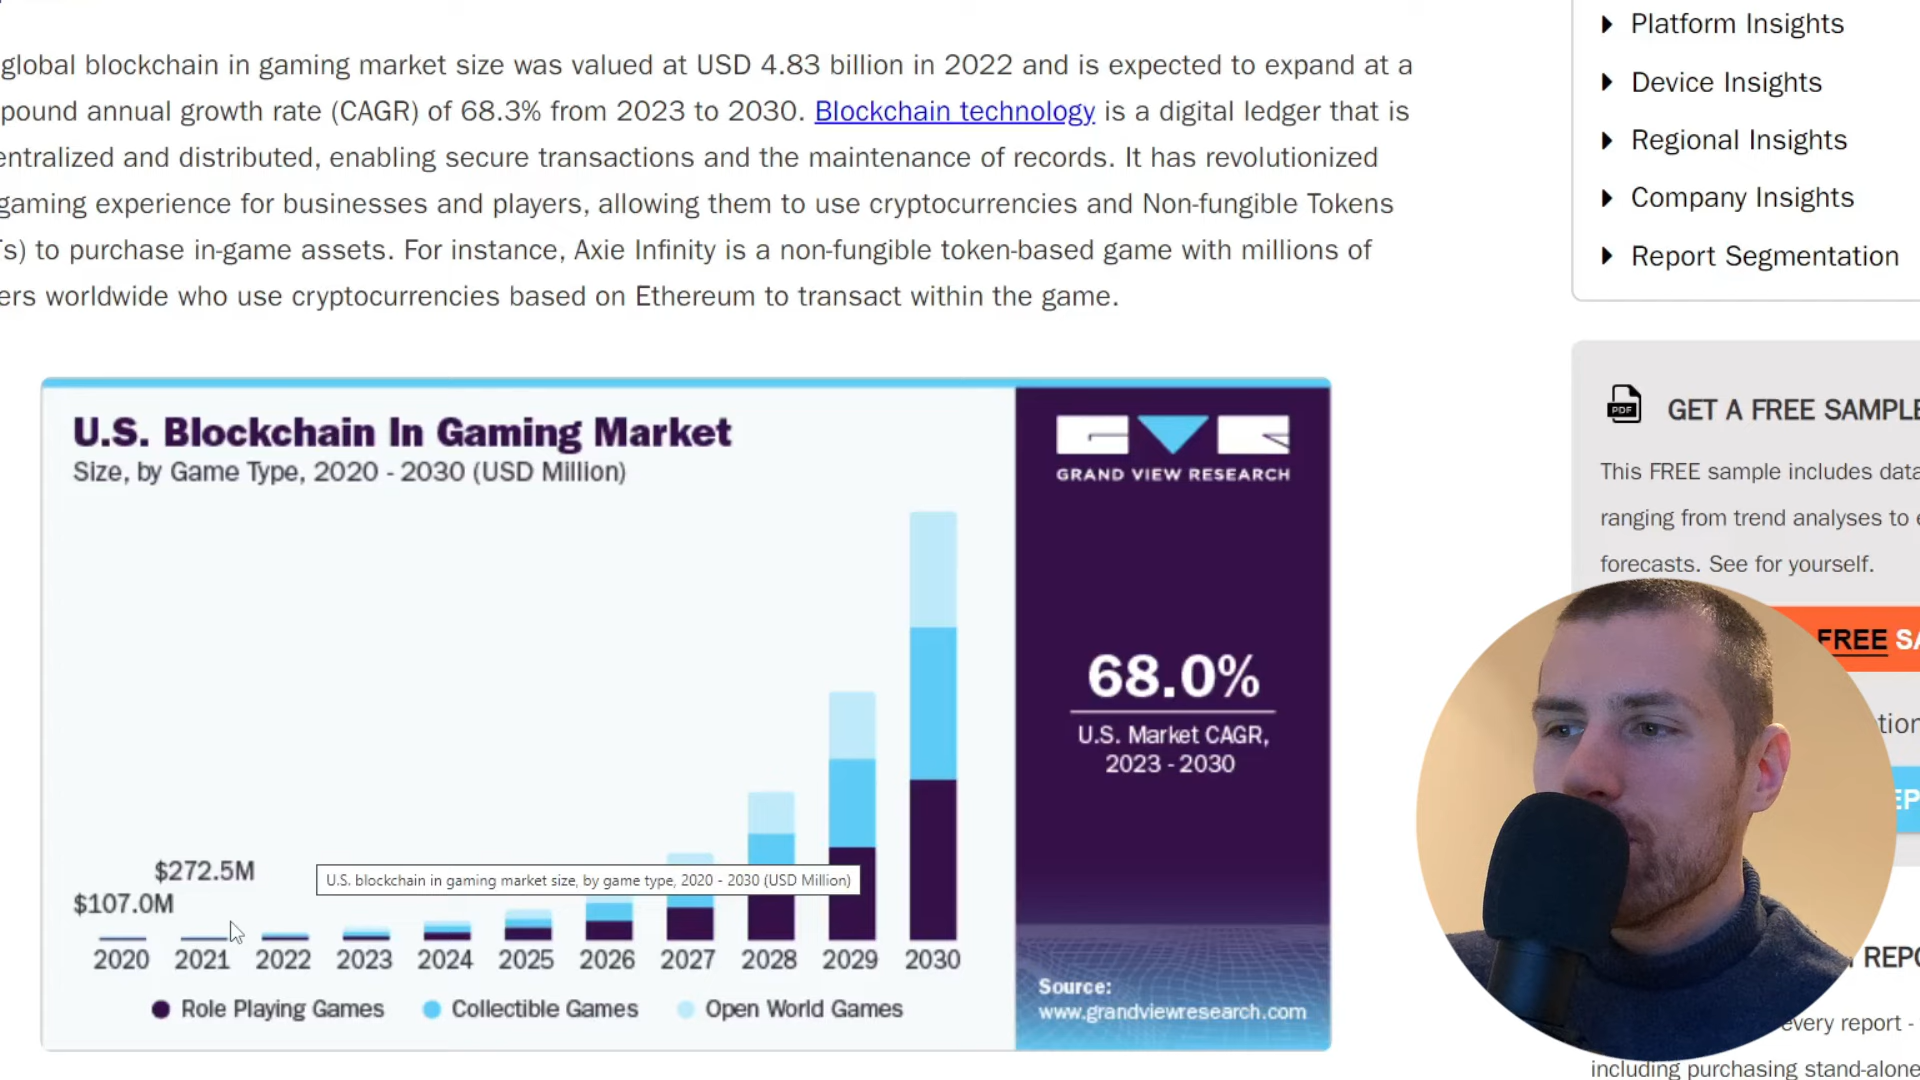 global blockchain in gaming market size was valued at USD 4.83 billion in 2022 and is expected to expand at a
pound annual growth rate (CAGR) of 68.3% from 2023 to 2030. Blockchain technology is a digital ledger that is
entralized and distributed, enabling secure transactions and the maintenance of records. It has revolutionized
gaming experience for businesses and players, allowing them to use cryptocurrencies and Non-fungible Tokens
Ts) to purchase in-game assets. For instance, Axie Infinity is a non-fungible token-based game with millions of
ers worldwide who use cryptocurrencies based on Ethereum to transact within the game.
U.S. Blockchain In Gaming Market
Size, by Game Type, 2020 - 2030 (USD Million)
$272.5M
$107.0M
U.S. blockchain in gaming market size, by game type, 2020 - 2030 (USD Million)
2020 2021 2022 2023 2024 2025 2026 2027 2028 2029 2030
Role Playing Games Collectible Games Open World Games
GRAND VIEW RESEARCH
68.0%
U.S. Market CAGR,
2023 - 2030
Source:
www.grandviewresearch.com
Platform Insights
Device Insights
Regional Insights
Company Insights
Report Segmentation
PDF
GET A FREE SAMPLE
This FREE sample includes data
ranging from trend analyses to e
forecasts. See for yourself.
FREE SA
tion
EP
REPO
every report -
including purchasing stand-alone